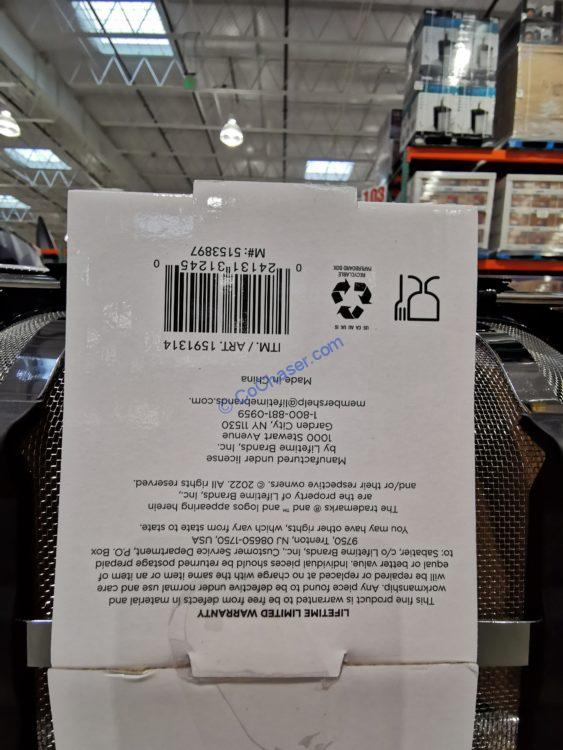 LIFETIME LIMITED WARRANTY
This fine product is warranted to be free from defects in material and
workmanship. Any piece found to be defective under normal use and care
will be repaired or replaced at no charge with the same item or an item of
equal or better value. Individual pieces should be returned postage prepaid
to: Sabatier, c/o Lifetime Brands, Inc., Customer Service Department, P.O. Box
9750, Trenton NJ 08650-1750, USA
You may have other rights, which vary from state to state.
The trademarks ® and ™ and logos appearing herein
are the property of Lifetime Brands, Inc.,
and/or their respective owners. © 2022. All rights reserved.
Manufactured under license
by Lifetime Brands, Inc.
1000 Stewart Avenue
Garden City, NY 11530
1-800-881-0959
membershelp@lifetimebrands.com.
Made in China
ITM. / ART. 1591314
0 24131 31245 0
M#: 5153897
US CA AU UK IS
RECYCLABLE
PAPERBOARD BOX
© CoChaser.com
103